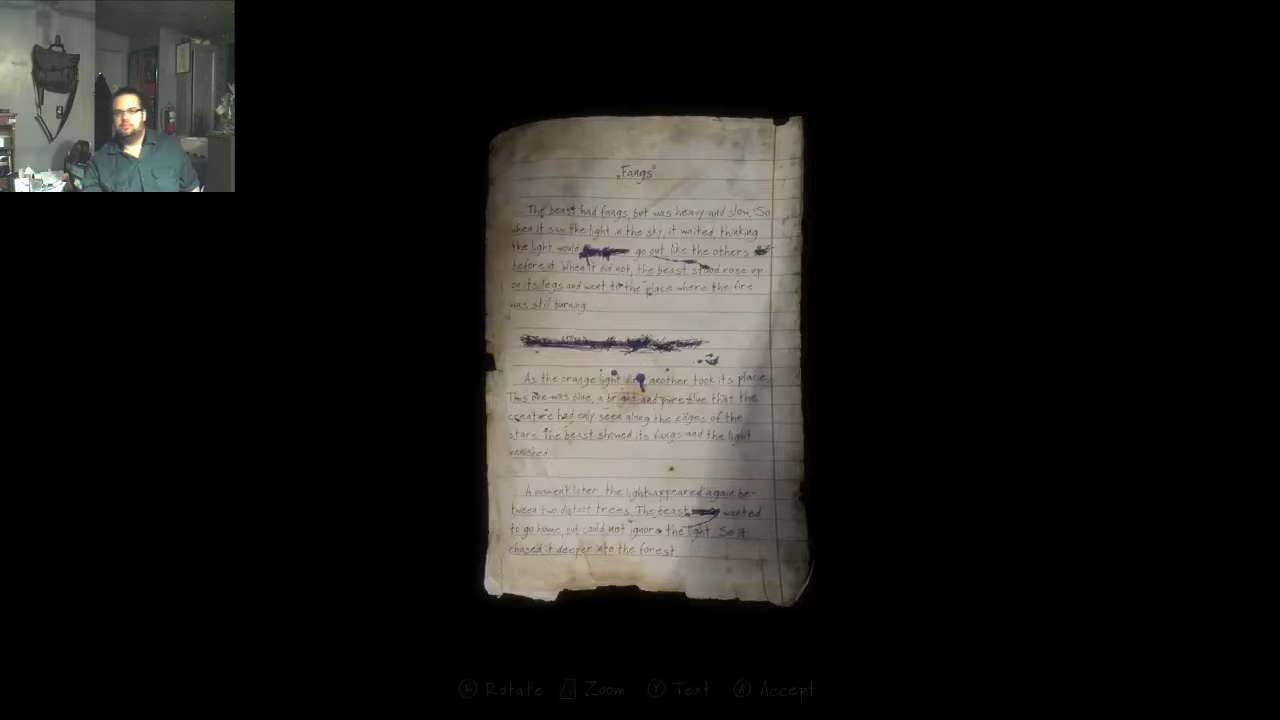 „Fangs"
The beast had fangs, but was heavy and slow. So
when it saw the light in the sky, it waited, thinking
the light would go out like the others
before it. When it did not, the beast stood rose up
on its legs and went to the place where the fire
was still burning.
As the orange light died another took its place.
This one was blue, a bright and pure blue that the
creature had only seen along the edges of the
stars. The beast showed its fangs and the light
vanished.
A moment later the light appeared again be-
tween two distant trees. The beast wanted
to go home, but could not ignore the light. So it
chased it deeper into the forest.
Rotate Zoom Y Text A Accept